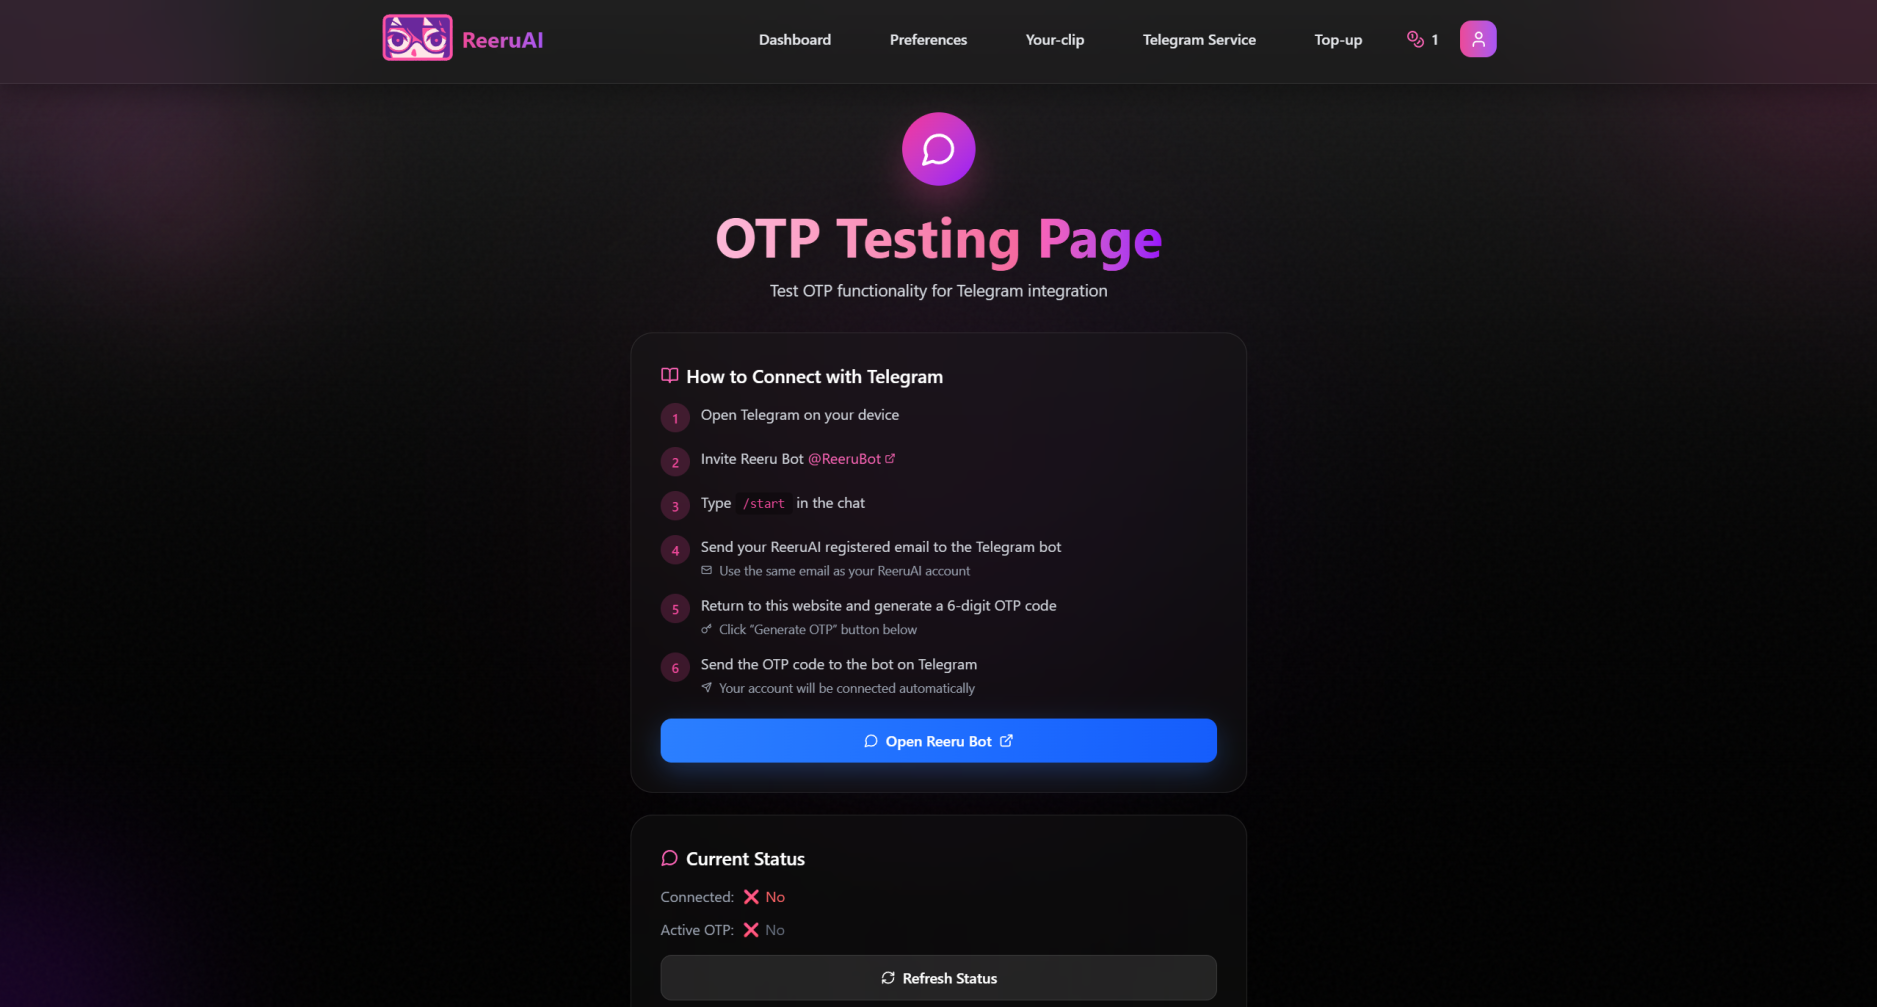 ReeruAI
Dashboard
Preferences
Your-clip
Telegram Service
Top-up
1
OTP Testing Page
Test OTP functionality for Telegram integration
How to Connect with Telegram
1 Open Telegram on your device
2 Invite Reeru Bot @ReeruBot
3 Type /start in the chat
4 Send your ReeruAI registered email to the Telegram bot
Use the same email as your ReeruAI account
5 Return to this website and generate a 6-digit OTP code
Click "Generate OTP" button below
6 Send the OTP code to the bot on Telegram
Your account will be connected automatically
Open Reeru Bot
Current Status
Connected: ❌ No
Active OTP: ❌ No
Refresh Status